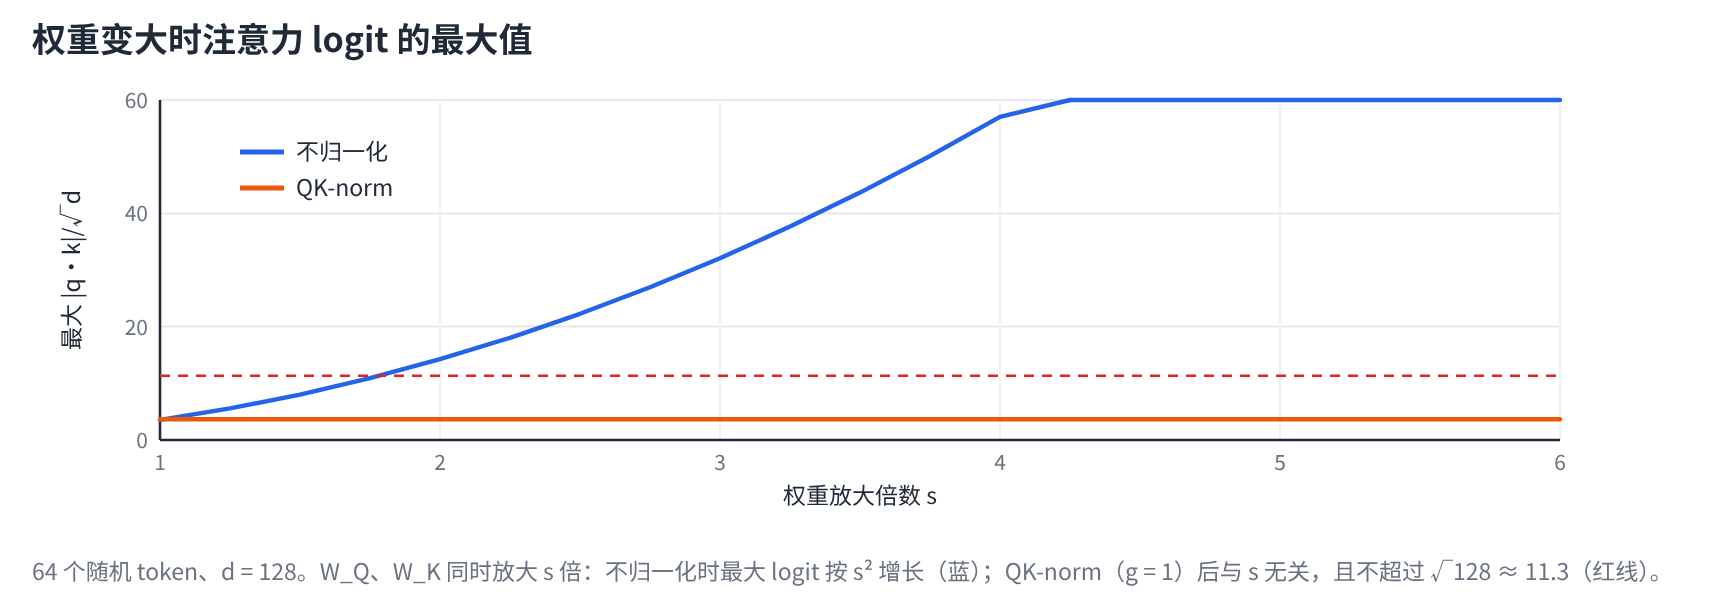 权重变大时注意力 logit 的最大值
60
40
20
0
不归一化
QK-norm
最大 |q·k|/√d
1 2 3 4 5 6
权重放大倍数 s
64 个随机 token、d = 128。W_Q、W_K 同时放大 s 倍：不归一化时最大 logit 按 s² 增长（蓝）；QK-norm（g = 1）后与 s 无关，且不超过 √128 ≈ 11.3（红线）。